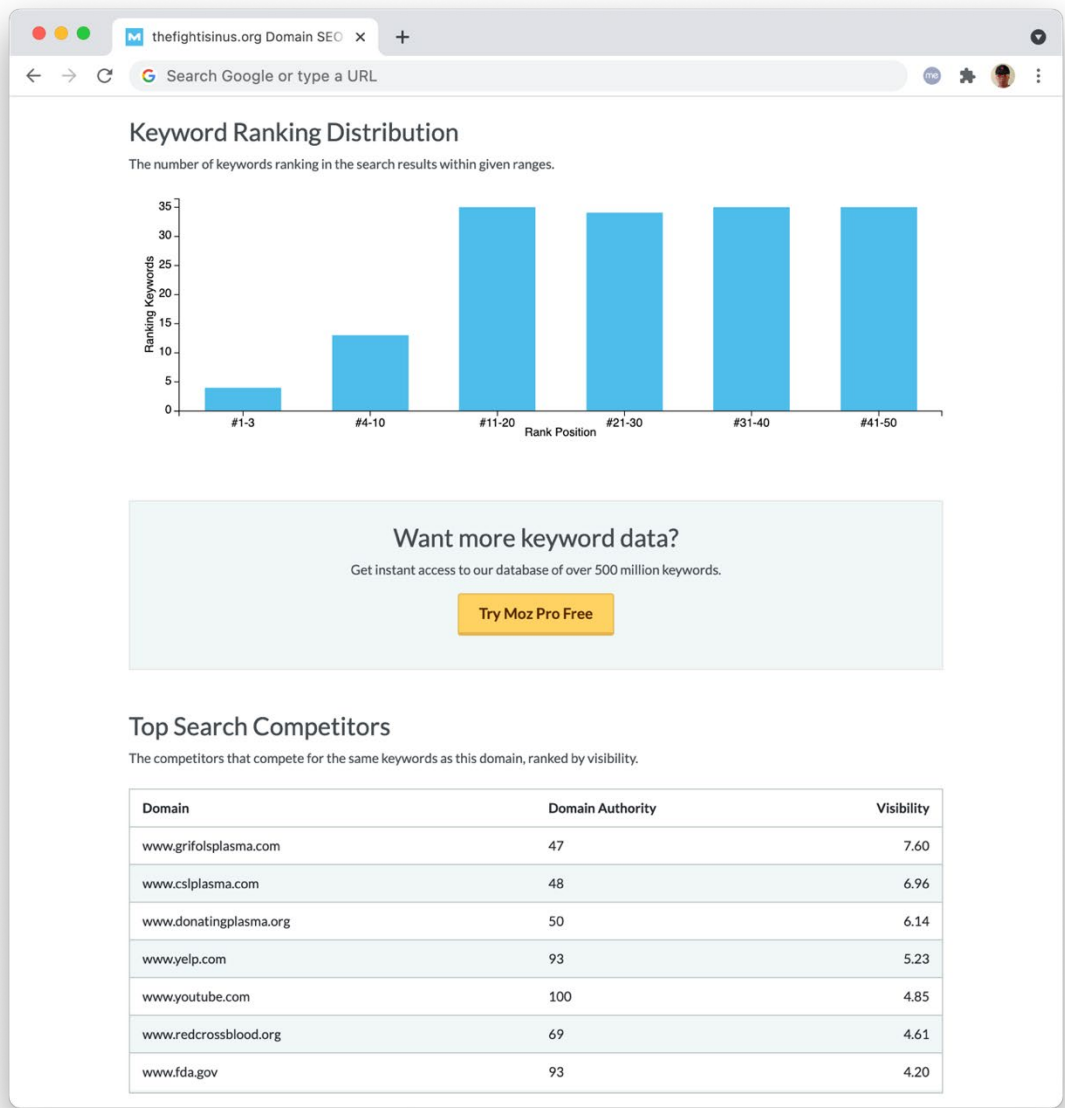 M thefightisinus.org Domain SEO
Search Google or type a URL
me
Keyword Ranking Distribution
The number of keywords ranking in the search results within given ranges.
35
30
25
20
15
10
5
0
Ranking Keywords
#1-3 #4-10 #11-20 #21-30 #31-40 #41-50
Rank Position
Want more keyword data?
Get instant access to our database of over 500 million keywords.
Try Moz Pro Free
Top Search Competitors
The competitors that compete for the same keywords as this domain, ranked by visibility.
Domain Domain Authority Visibility
www.grifolsplasma.com 47 7.60
www.cslplasma.com 48 6.96
www.donatingplasma.org 50 6.14
www.yelp.com 93 5.23
www.youtube.com 100 4.85
www.redcrossblood.org 69 4.61
www.fda.gov 93 4.20